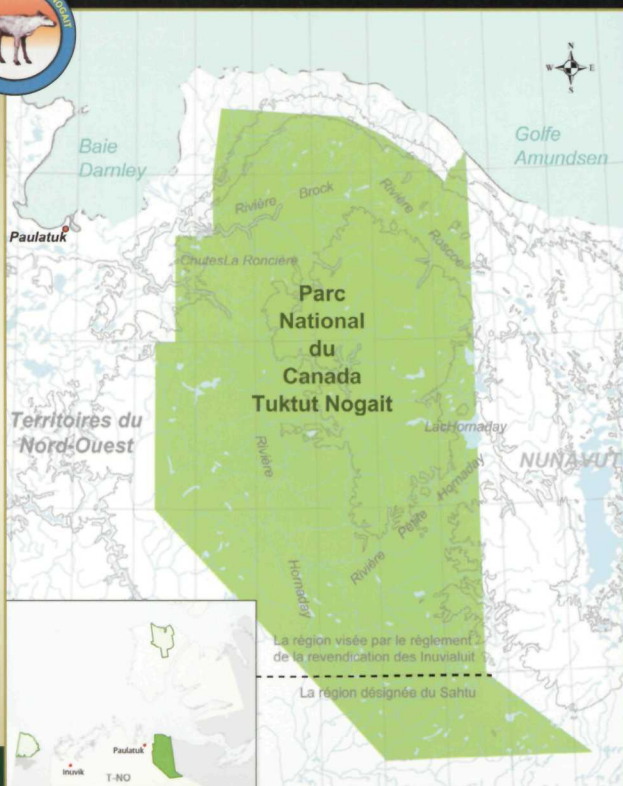 NOGAIT
N
W E
S
Baie
Darnley
Golfe
Amundsen
Rivière Brock
Rivière Roscoe
Paulatuk
ChutesLa Roncière
Parc
National
du
Canada
Tuktut Nogait
Territoires du
Nord-Ouest
LacHornaday
NUNAVUT
Rivière Hornaday
Rivière Petite Hornaday
La région visée par le règlement
de la revendication des Inuvialuit
La région désignée du Sahtu
Paulatuk
Inuvik
T-NO